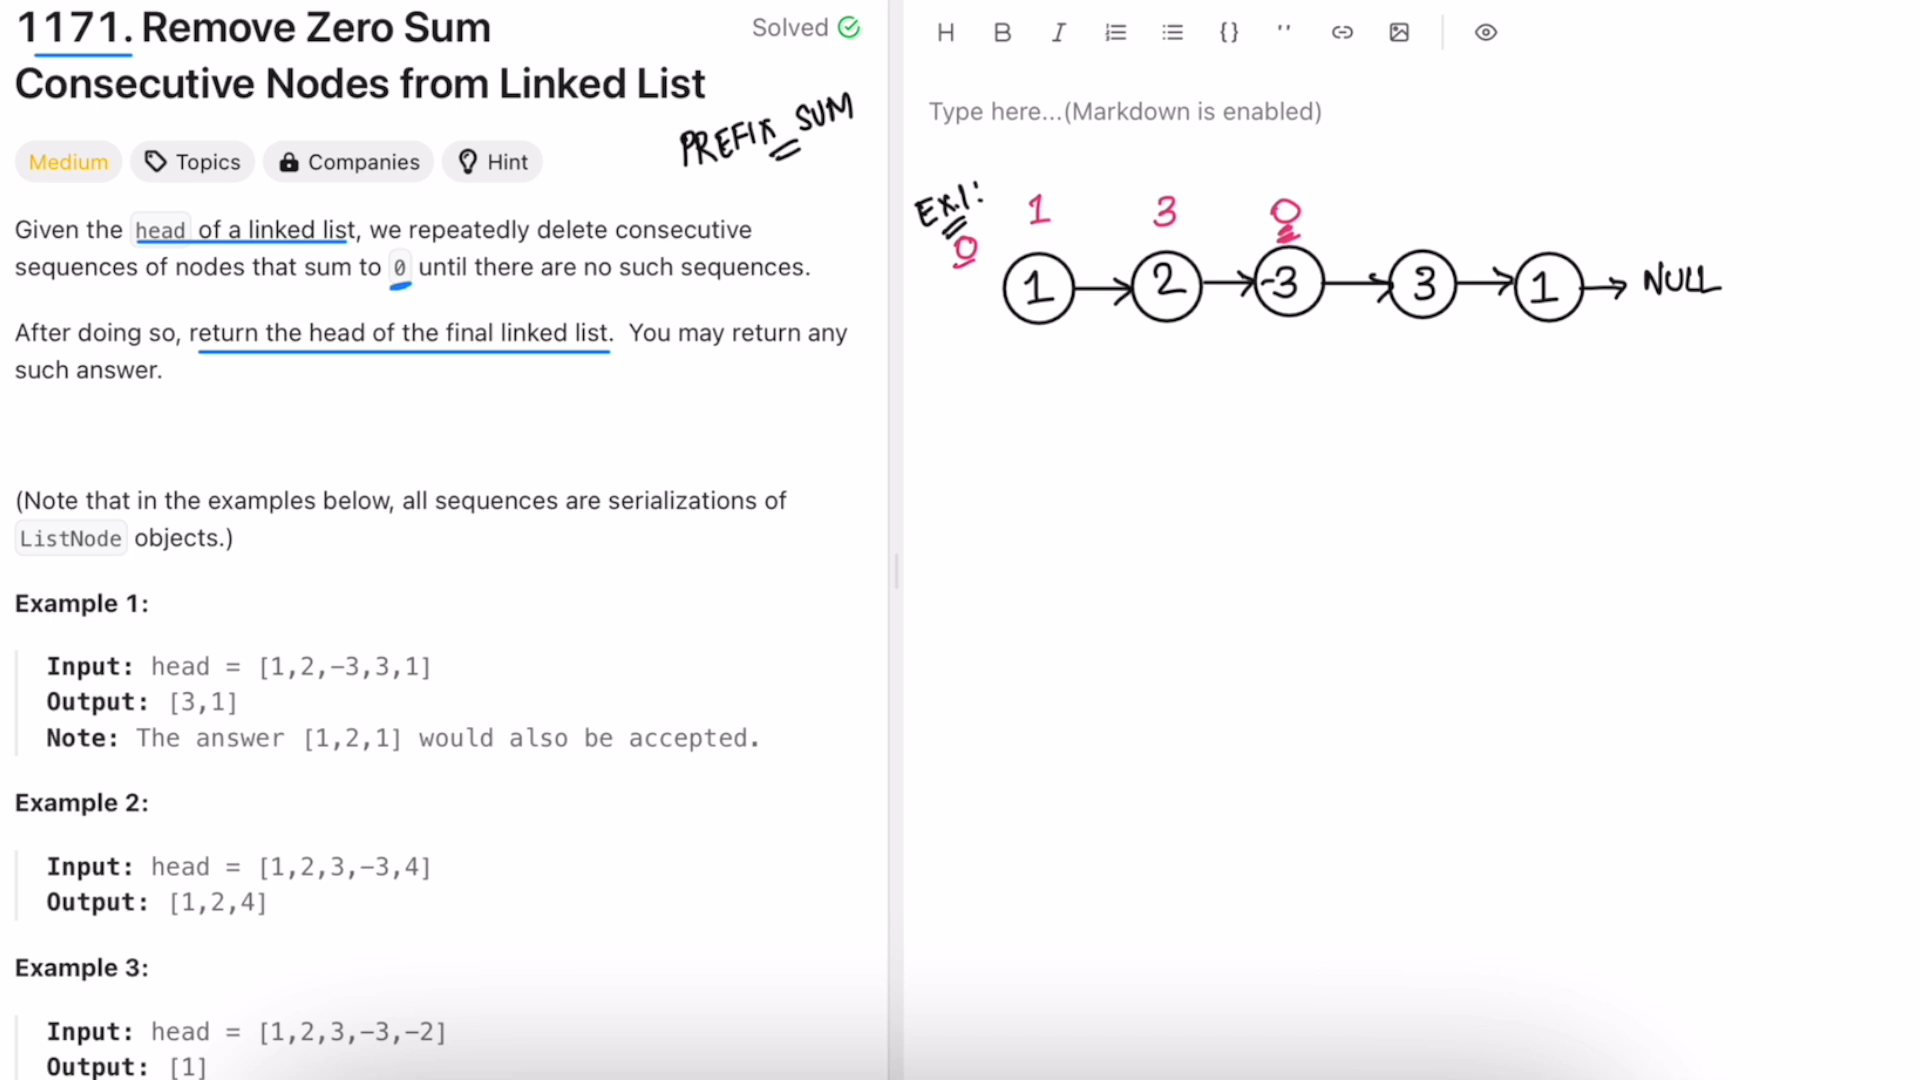 1171. Remove Zero Sum
Consecutive Nodes from Linked List
Solved
PREFIX_SUM
Medium Topics Companies Hint
Given the head of a linked list, we repeatedly delete consecutive
sequences of nodes that sum to 0 until there are no such sequences.
After doing so, return the head of the final linked list. You may return any
such answer.
(Note that in the examples below, all sequences are serializations of
ListNode objects.)
Example 1:
Input: head = [1,2,-3,3,1]
Output: [3,1]
Note: The answer [1,2,1] would also be accepted.
Example 2:
Input: head = [1,2,3,-3,4]
Output: [1,2,4]
Example 3:
Input: head = [1,2,3,-3,-2]
Output: [1]
H B I {} ''
Type here...(Markdown is enabled)
Ex.1: 1 3 0
0
1 2 -3 3 1 NULL